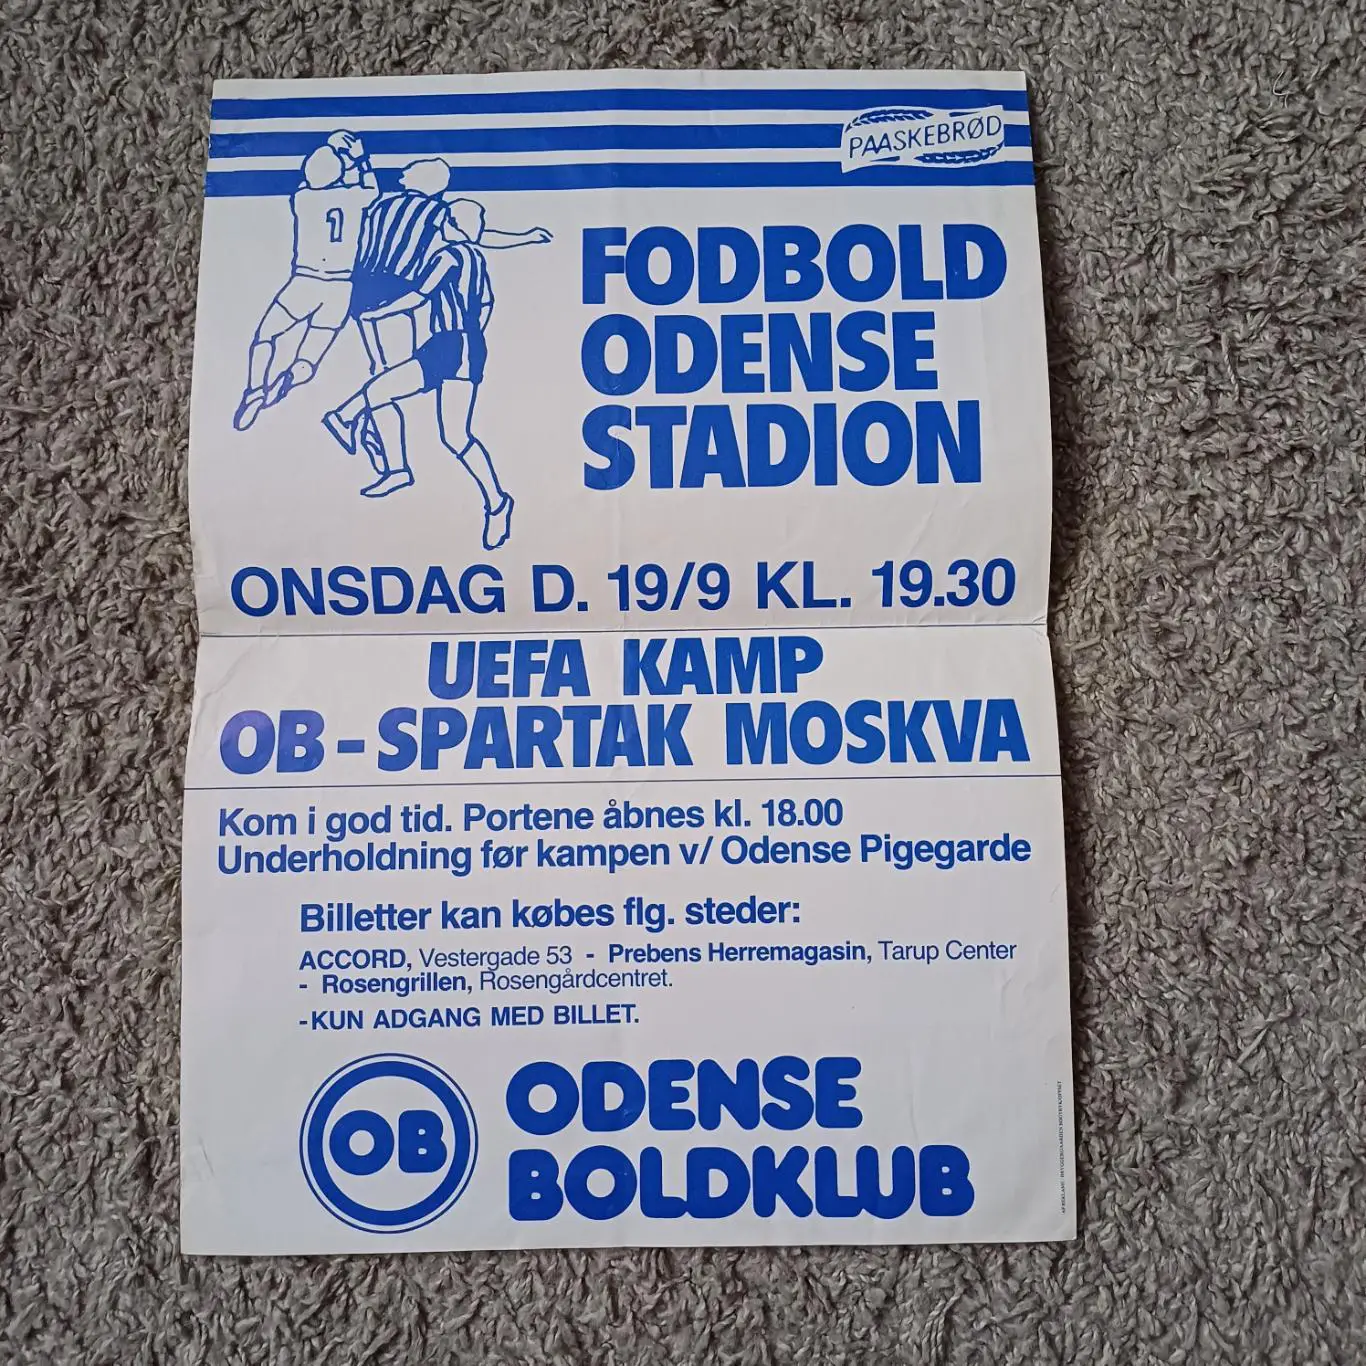 PAASKEBRØD
1
FODBOLD
ODENSE
STADION
ONSDAG D. 19/9 KL. 19.30
UEFA KAMP
OB-SPARTAK MOSKVA
Kom i god tid. Portene åbnes kl. 18.00
Underholdning før kampen v/ Odense Pigegarde
Billetter kan købes flg. steder:
ACCORD, Vestergade 53 - Prebens Herremagasin, Tarup Center
- Rosengrillen, Rosengårdcentret.
-KUN ADGANG MED BILLET.
OB
ODENSE
BOLDKLUB